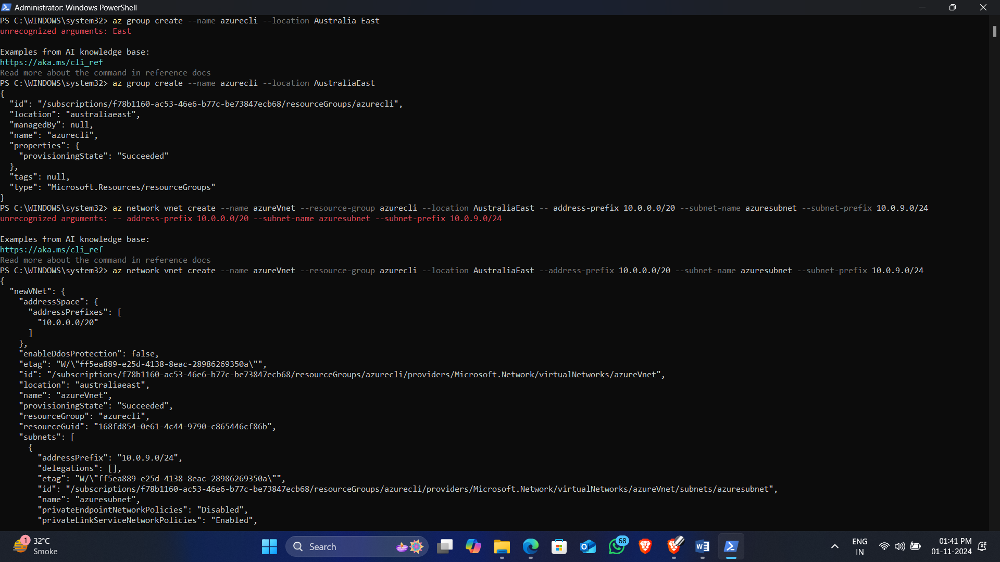 Administrator: Windows PowerShell
PS C:\WINDOWS\system32> az group create --name azurecli --location Australia East
unrecognized arguments: East

Examples from AI knowledge base:
https://aka.ms/cli_ref
Read more about the command in reference docs
PS C:\WINDOWS\system32> az group create --name azurecli --location AustraliaEast
{
  "id": "/subscriptions/f78b1160-ac53-46e6-b77c-be73847ecb68/resourceGroups/azurecli",
  "location": "australiaeast",
  "managedBy": null,
  "name": "azurecli",
  "properties": {
    "provisioningState": "Succeeded"
  },
  "tags": null,
  "type": "Microsoft.Resources/resourceGroups"
}
PS C:\WINDOWS\system32> az network vnet create --name azureVnet --resource-group azurecli --location AustraliaEast -- address-prefix 10.0.0.0/20 --subnet-name azuresubnet --subnet-prefix 10.0.9.0/24
unrecognized arguments: -- address-prefix 10.0.0.0/20 --subnet-name azuresubnet --subnet-prefix 10.0.9.0/24

Examples from AI knowledge base:
https://aka.ms/cli_ref
Read more about the command in reference docs
PS C:\WINDOWS\system32> az network vnet create --name azureVnet --resource-group azurecli --location AustraliaEast --address-prefix 10.0.0.0/20 --subnet-name azuresubnet --subnet-prefix 10.0.9.0/24
{
  "newVNet": {
    "addressSpace": {
      "addressPrefixes": [
        "10.0.0.0/20"
      ]
    },
    "enableDdosProtection": false,
    "etag": "W/\"ff5ea889-e25d-4138-8eac-28986269350a\"",
    "id": "/subscriptions/f78b1160-ac53-46e6-b77c-be73847ecb68/resourceGroups/azurecli/providers/Microsoft.Network/virtualNetworks/azureVnet",
    "location": "australiaeast",
    "name": "azureVnet",
    "provisioningState": "Succeeded",
    "resourceGroup": "azurecli",
    "resourceGuid": "168fd854-0e61-4c44-9790-c865446cf86b",
    "subnets": [
      {
        "addressPrefix": "10.0.9.0/24",
        "delegations": [],
        "etag": "W/\"ff5ea889-e25d-4138-8eac-28986269350a\"",
        "id": "/subscriptions/f78b1160-ac53-46e6-b77c-be73847ecb68/resourceGroups/azurecli/providers/Microsoft.Network/virtualNetworks/azureVnet/subnets/azuresubnet",
        "name": "azuresubnet",
        "privateEndpointNetworkPolicies": "Disabled",
        "privateLinkServiceNetworkPolicies": "Enabled",
1
32°C
Smoke
Search
68
ENG
IN
01:41 PM
01-11-2024